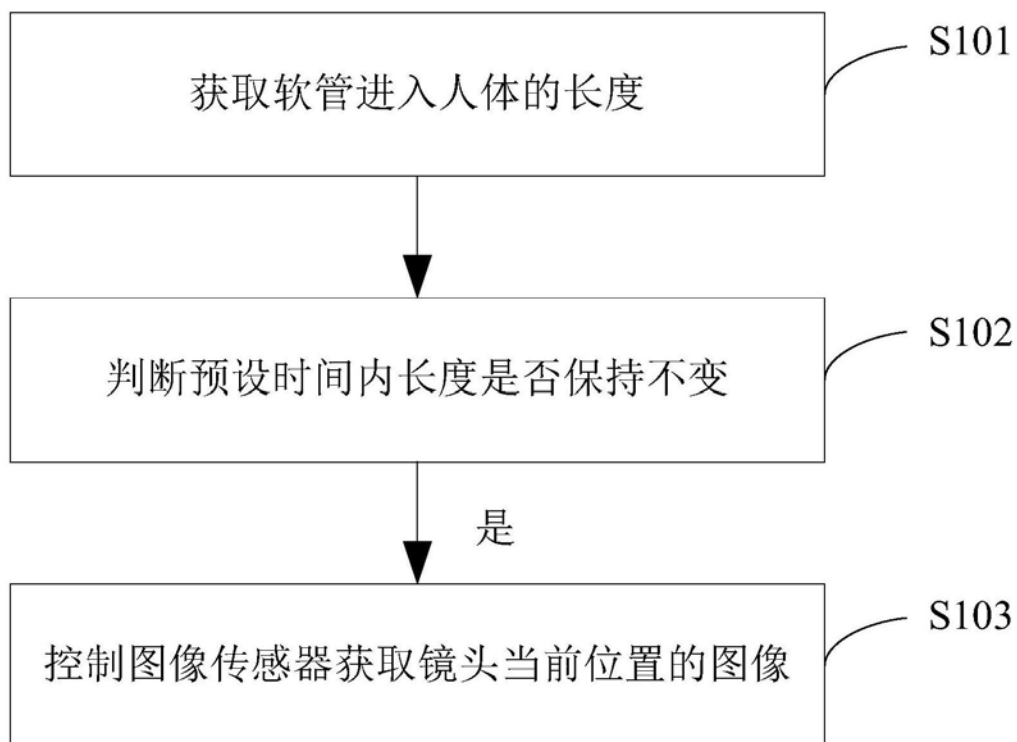 获取软管进入人体的长度
S101
判断预设时间内长度是否保持不变
S102
是
控制图像传感器获取镜头当前位置的图像
S103